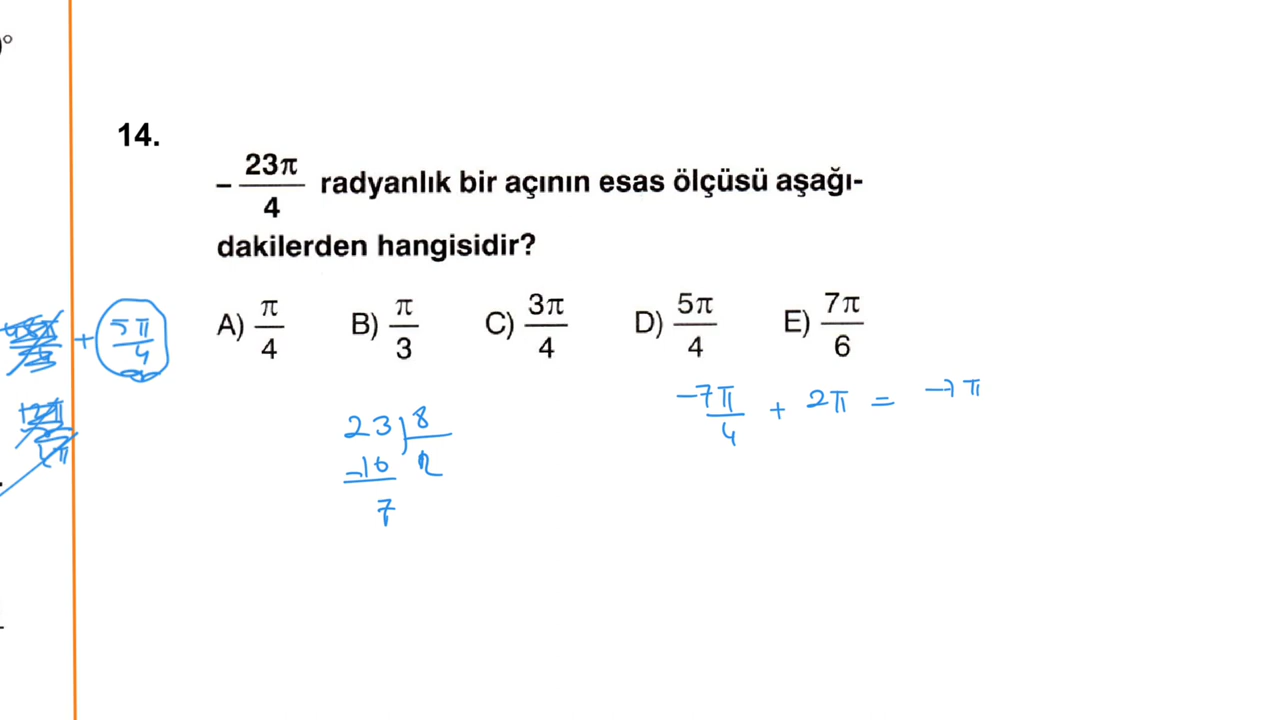 14.
- 23π/4 radyanlık bir açının esas ölçüsü aşağı-
dakilerden hangisidir?
A) π/4 B) π/3 C) 3π/4 D) 5π/4 E) 7π/6
+ 5π/4
-7π/4 + 2π = -7π
23 8
-16 2
7